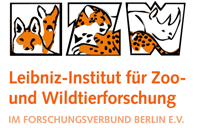 Leibniz-Institut für Zoo-
und Wildtierforschung
IM FORSCHUNGSVERBUND BERLIN E.V.